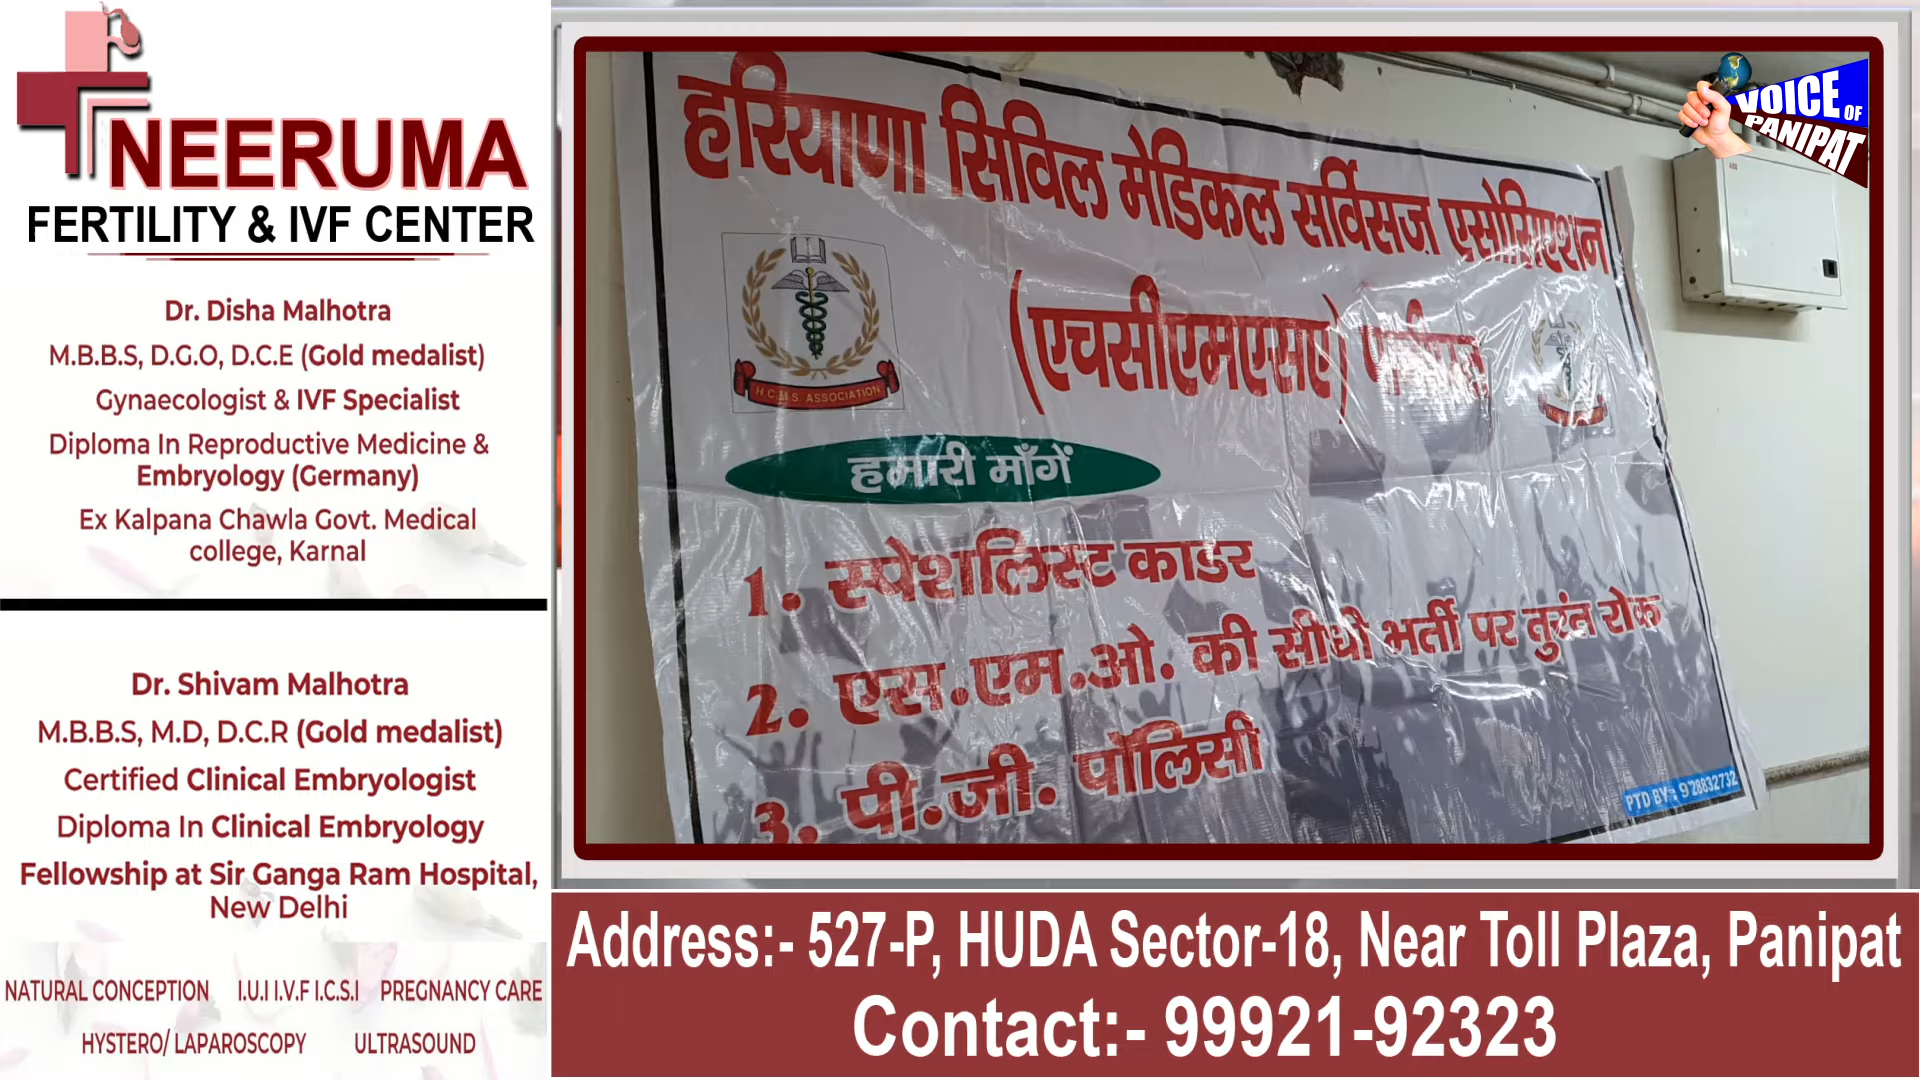 NEERUMA
FERTILITY & IVF CENTER
Dr. Disha Malhotra
M.B.B.S, D.G.O, D.C.E (Gold medalist)
Gynaecologist & IVF Specialist
Diploma In Reproductive Medicine &
Embryology (Germany)
Ex Kalpana Chawla Govt. Medical
college, Karnal
Dr. Shivam Malhotra
M.B.B.S, M.D, D.C.R (Gold medalist)
Certified Clinical Embryologist
Diploma In Clinical Embryology
Fellowship at Sir Ganga Ram Hospital,
New Delhi
NATURAL CONCEPTION I.U.I I.V.F I.C.S.I PREGNANCY CARE
HYSTERO/ LAPAROSCOPY ULTRASOUND
VOICE OF
PANIPAT
हरियाणा सिविल मेडिकल सर्विसज़ एसोसिएशन
(एचसीएमएसए)
H.C.M.S. ASSOCIATION
हमारी माँगें
1. स्पेशलिस्ट काडर
2. एस.एम.ओ. की सीधी भर्ती पर तुरंत रोक
3. पी.जी. पॉलिसी
PTD BY :
Address:- 527-P, HUDA Sector-18, Near Toll Plaza, Panipat
Contact:- 99921-92323